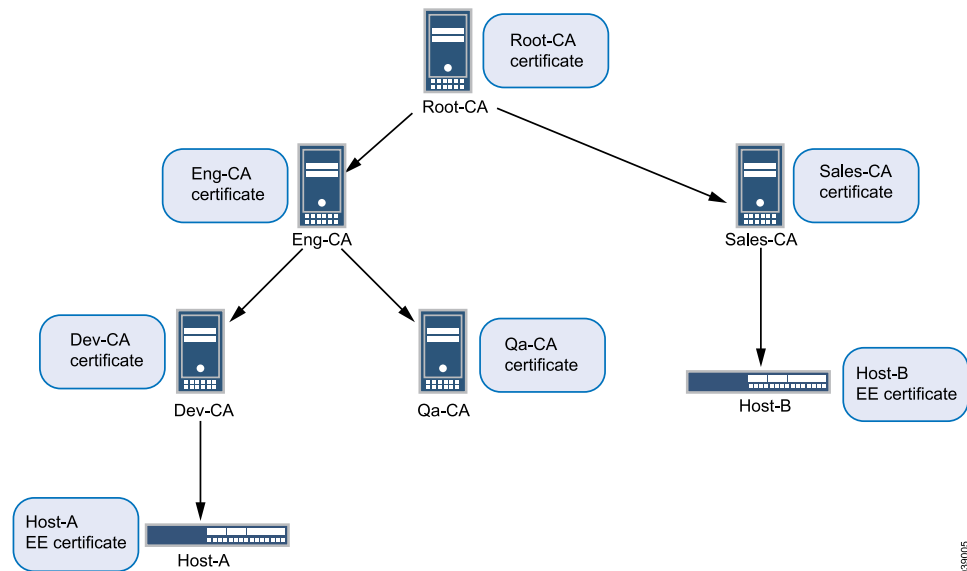 Root-CA
certificate
Root-CA
Eng-CA
certificate
Eng-CA
Sales-CA
certificate
Sales-CA
Dev-CA
certificate
Dev-CA
Qa-CA
certificate
Qa-CA
Host-B
Host-B
EE certificate
Host-A
EE certificate
Host-A
g039005